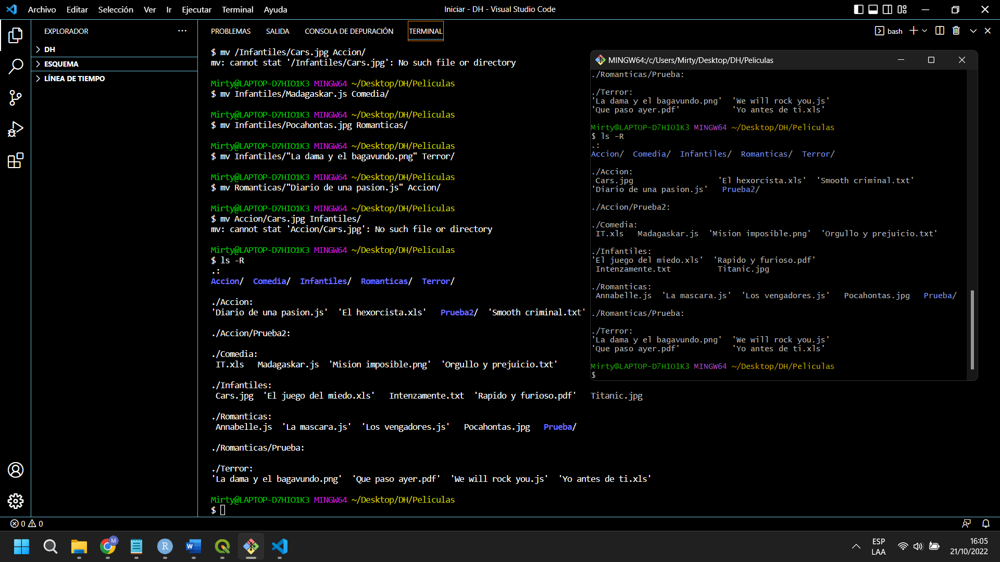 Archivo Editar Selección Ver Ir Ejecutar Terminal Ayuda
Iniciar - DH - Visual Studio Code
EXPLORADOR
DH
ESQUEMA
LÍNEA DE TIEMPO
PROBLEMAS SALIDA CONSOLA DE DEPURACIÓN TERMINAL
bash
$ mv /Infantiles/Cars.jpg Accion/
mv: cannot stat '/Infantiles/Cars.jpg': No such file or directory
Mirty@LAPTOP-D7HIO1K3 MINGW64 ~/Desktop/DH/Peliculas
$ mv Infantiles/Madagaskar.js Comedia/
Mirty@LAPTOP-D7HIO1K3 MINGW64 ~/Desktop/DH/Peliculas
$ mv Infantiles/Pocahontas.jpg Romanticas/
Mirty@LAPTOP-D7HIO1K3 MINGW64 ~/Desktop/DH/Peliculas
$ mv Infantiles/"La dama y el bagavundo.png" Terror/
Mirty@LAPTOP-D7HIO1K3 MINGW64 ~/Desktop/DH/Peliculas
$ mv Romanticas/"Diario de una pasion.js" Accion/
Mirty@LAPTOP-D7HIO1K3 MINGW64 ~/Desktop/DH/Peliculas
$ mv Accion/Cars.jpg Infantiles/
mv: cannot stat 'Accion/Cars.jpg': No such file or directory
Mirty@LAPTOP-D7HIO1K3 MINGW64 ~/Desktop/DH/Peliculas
$ ls -R
.:
Accion/ Comedia/ Infantiles/ Romanticas/ Terror/
./Accion:
'Diario de una pasion.js' 'El hexorcista.xls' Prueba2/ 'Smooth criminal.txt'
./Accion/Prueba2:
./Comedia:
IT.xls Madagaskar.js 'Mision imposible.png' 'Orgullo y prejuicio.txt'
./Infantiles:
Cars.jpg 'El juego del miedo.xls' Intenzamente.txt 'Rapido y furioso.pdf' Titanic.jpg
./Romanticas:
Annabelle.js 'La mascara.js' 'Los vengadores.js' Pocahontas.jpg Prueba/
./Romanticas/Prueba:
./Terror:
'La dama y el bagavundo.png' 'Que paso ayer.pdf' 'We will rock you.js' 'Yo antes de ti.xls'
Mirty@LAPTOP-D7HIO1K3 MINGW64 ~/Desktop/DH/Peliculas
$
MINGW64:/c/Users/Mirty/Desktop/DH/Peliculas
./Romanticas/Prueba:
./Terror:
'La dama y el bagavundo.png' 'We will rock you.js'
'Que paso ayer.pdf' 'Yo antes de ti.xls'
Mirty@LAPTOP-D7HIO1K3 MINGW64 ~/Desktop/DH/Peliculas
$ ls -R
.:
Accion/ Comedia/ Infantiles/ Romanticas/ Terror/
./Accion:
Cars.jpg 'El hexorcista.xls' 'Smooth criminal.txt'
'Diario de una pasion.js' Prueba2/
./Accion/Prueba2:
./Comedia:
IT.xls Madagaskar.js 'Mision imposible.png' 'Orgullo y prejuicio.txt'
./Infantiles:
'El juego del miedo.xls' 'Rapido y furioso.pdf'
Intenzamente.txt Titanic.jpg
./Romanticas:
Annabelle.js 'La mascara.js' 'Los vengadores.js' Pocahontas.jpg Prueba/
./Romanticas/Prueba:
./Terror:
'La dama y el bagavundo.png' 'We will rock you.js'
'Que paso ayer.pdf' 'Yo antes de ti.xls'
Mirty@LAPTOP-D7HIO1K3 MINGW64 ~/Desktop/DH/Peliculas
$
0 0
M
R
W
ESP
LAA
16:05
21/10/2022